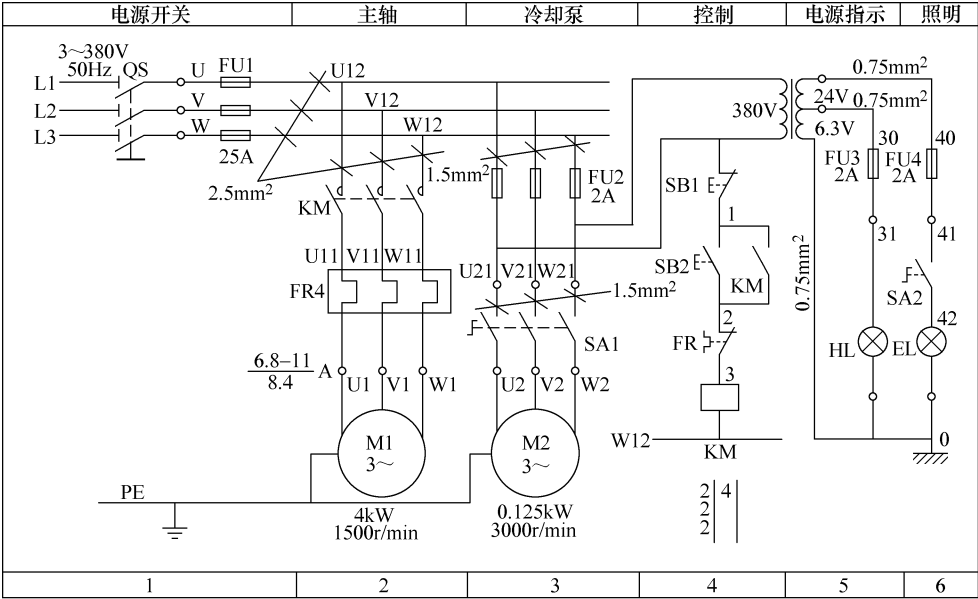 电源开关 主轴 冷却泵 控制 电源指示 照明
3～380V
50Hz QS U FU1 U12
L1
L2 V V12
L3 W W12
25A
2.5mm²
1.5mm²
KM
FU2
2A
380V
0.75mm²
24V 0.75mm²
6.3V
30 40
FU3 FU4
2A 2A
SB1
1
31 41
U11 V11 W11
FR4
U21 V21 W21
1.5mm²
SB2 KM
0.75mm²
SA2
2 42
SA1
FR
HL EL
3
6.8–11
8.4
A U1 V1 W1
U2 V2 W2
M1
3～
M2
3～
W12
KM
0
PE
4kW
1500r/min
0.125kW
3000r/min
2 4
2
2
1 2 3 4 5 6